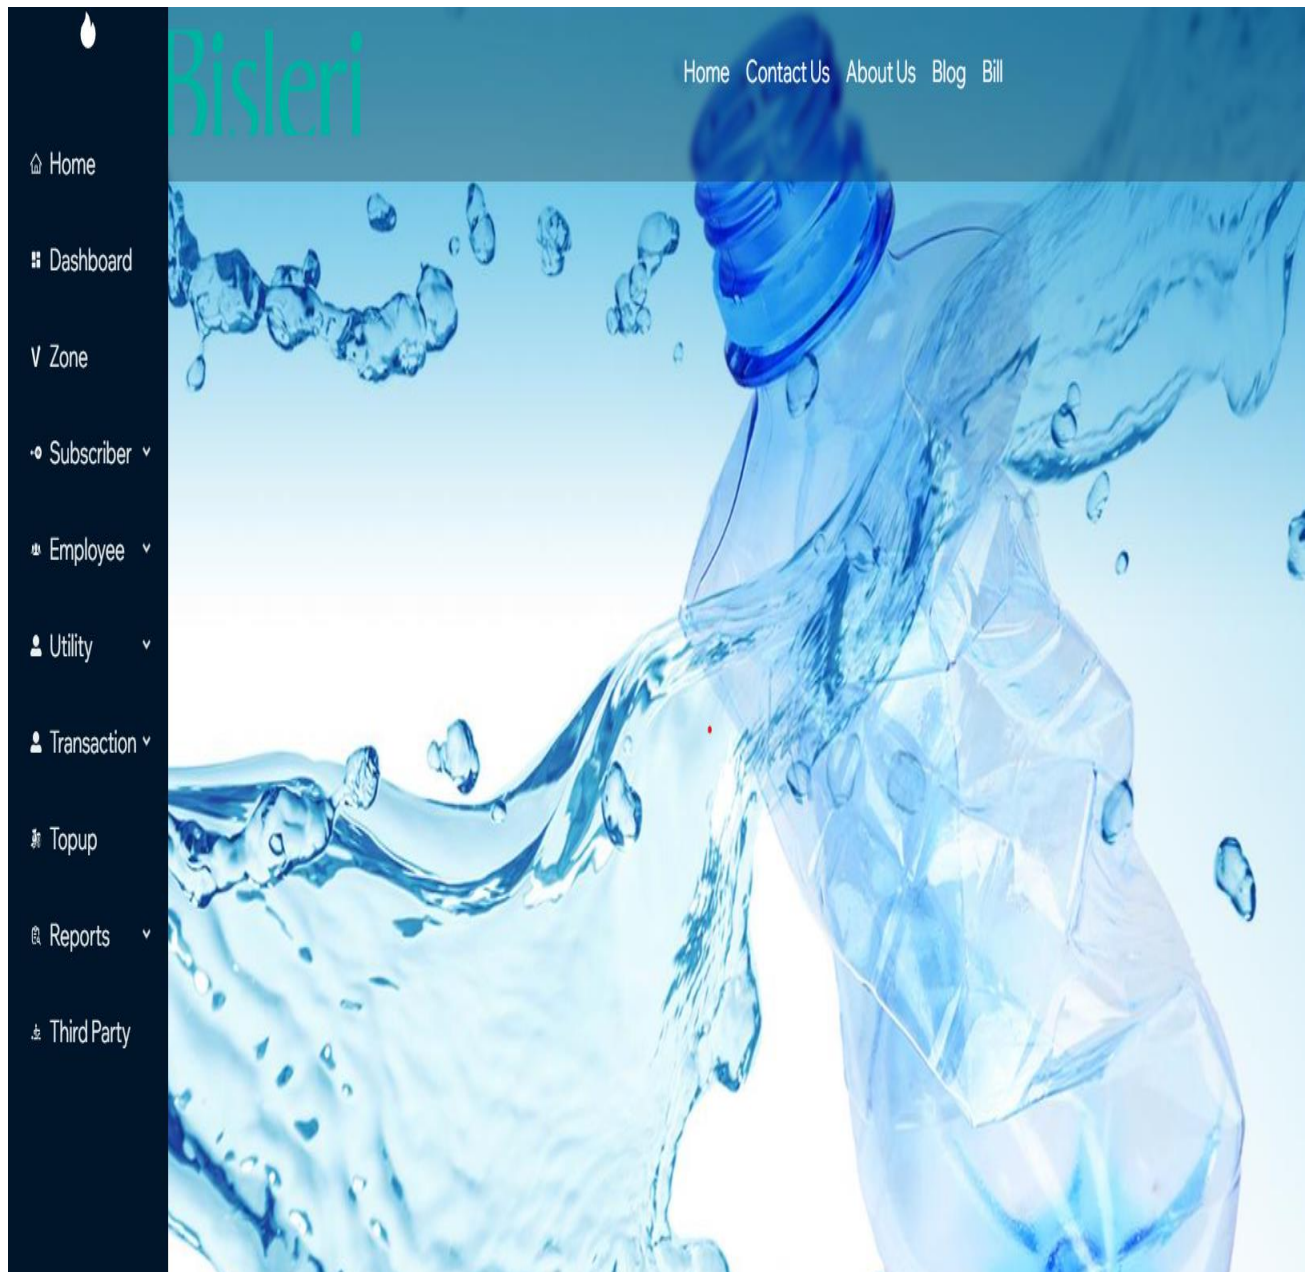 Bisleri
Home Contact Us About Us Blog Bill
Home
Dashboard
V Zone
Subscriber
Employee
Utility
Transaction
Topup
Reports
Third Party